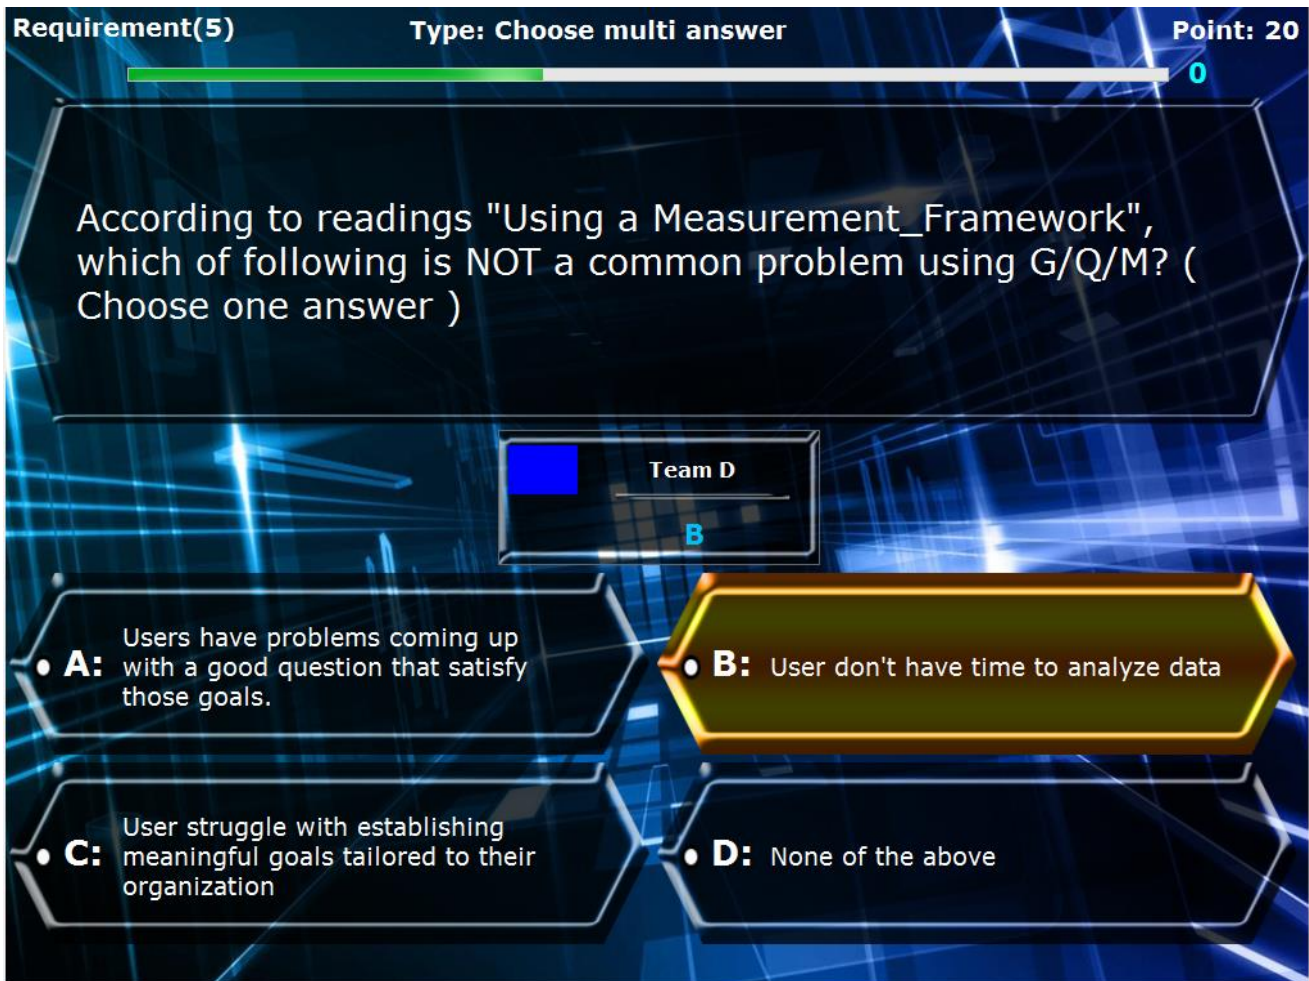 Requirement(5)
Type: Choose multi answer
Point: 20
0
According to readings "Using a Measurement_Framework",
which of following is NOT a common problem using G/Q/M? (
Choose one answer )
Team D
B
A:
Users have problems coming up
with a good question that satisfy
those goals.
B: User don't have time to analyze data
C:
User struggle with establishing
meaningful goals tailored to their
organization
D: None of the above